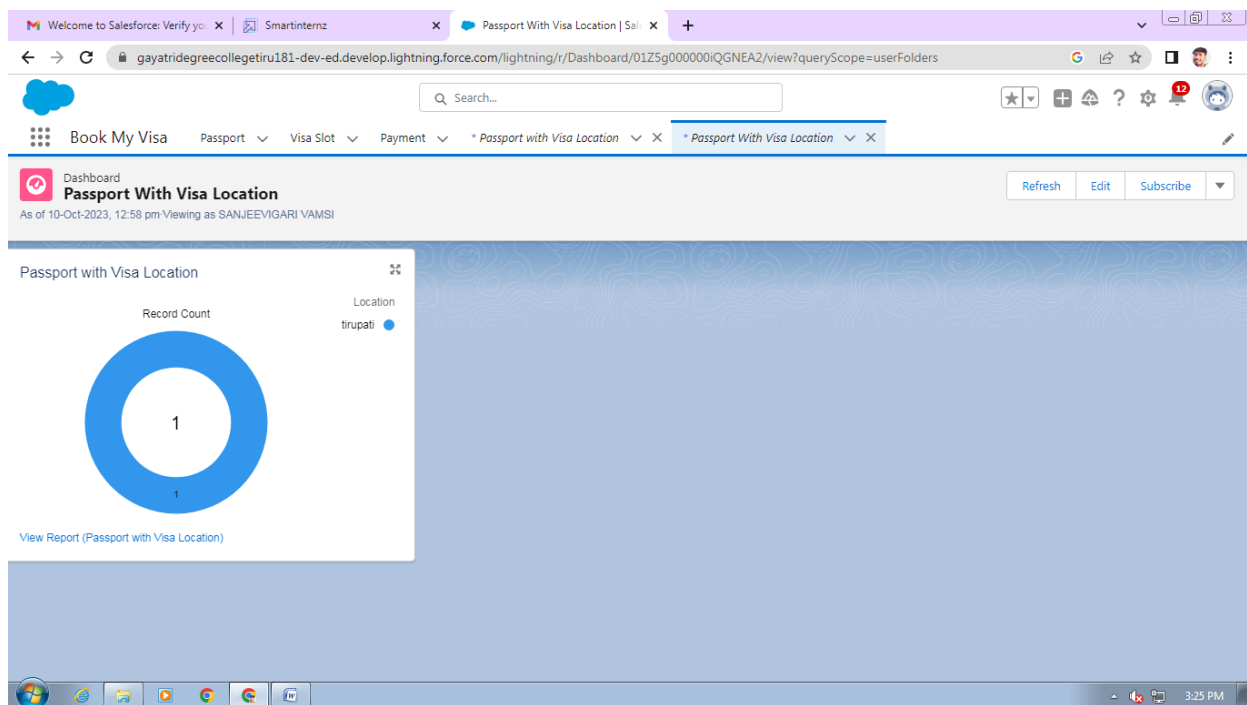 Welcome to Salesforce: Verify yo
Smartinternz
Passport With Visa Location | Sal
gayatridegreecollegetiru181-dev-ed.develop.lightning.force.com/lightning/r/Dashboard/01Z5g000000iQGNEA2/view?queryScope=userFolders
Search...
12
Book My Visa Passport Visa Slot Payment * Passport with Visa Location * Passport With Visa Location
Dashboard
Passport With Visa Location
As of 10-Oct-2023, 12:58 pm·Viewing as SANJEEVIGARI VAMSI
Refresh Edit Subscribe
Passport with Visa Location
Record Count
Location
tirupati
1
1
View Report (Passport with Visa Location)
3:25 PM